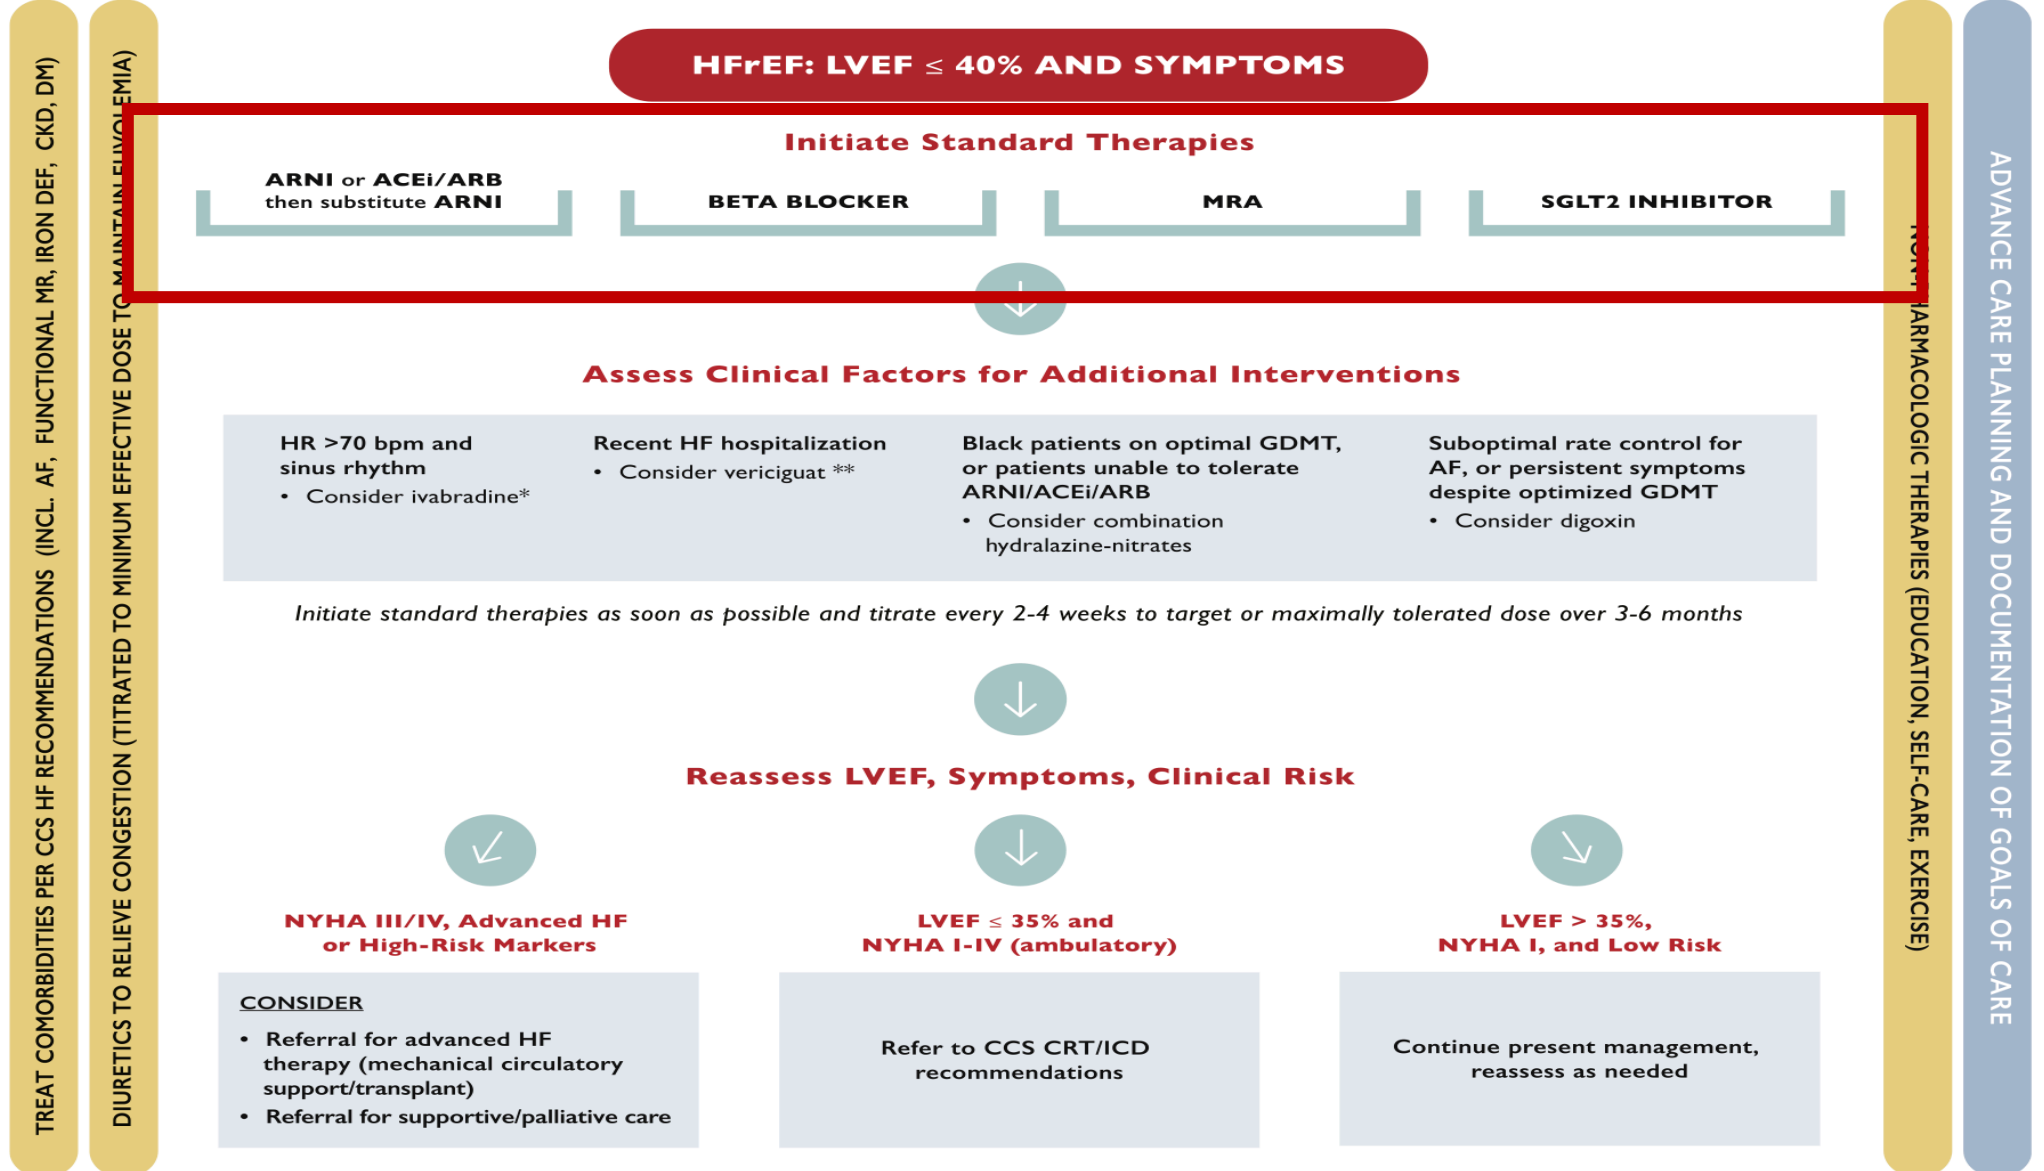 TREAT COMORBIDITIES PER CCS HF RECOMMENDATIONS (INCL. AF, FUNCTIONAL MR, IRON DEF, CKD, DM)
DIURETICS TO RELIEVE CONGESTION (TITRATED TO MINIMUM EFFECTIVE DOSE TO MAINTAIN EUVOLEMIA)
HFrEF: LVEF ≤ 40% AND SYMPTOMS
Initiate Standard Therapies
ARNI or ACEi/ARB
then substitute ARNI
BETA BLOCKER
MRA
SGLT2 INHIBITOR
Assess Clinical Factors for Additional Interventions
HR >70 bpm and
sinus rhythm
• Consider ivabradine*
Recent HF hospitalization
• Consider vericiguat **
Black patients on optimal GDMT,
or patients unable to tolerate
ARNI/ACEi/ARB
• Consider combination
hydralazine-nitrates
Suboptimal rate control for
AF, or persistent symptoms
despite optimized GDMT
• Consider digoxin
Initiate standard therapies as soon as possible and titrate every 2-4 weeks to target or maximally tolerated dose over 3-6 months
Reassess LVEF, Symptoms, Clinical Risk
NYHA III/IV, Advanced HF
or High-Risk Markers
CONSIDER
• Referral for advanced HF
therapy (mechanical circulatory
support/transplant)
• Referral for supportive/palliative care
LVEF ≤ 35% and
NYHA I-IV (ambulatory)
Refer to CCS CRT/ICD
recommendations
LVEF > 35%,
NYHA I, and Low Risk
Continue present management,
reassess as needed
NON-PHARMACOLOGIC THERAPIES (EDUCATION, SELF-CARE, EXERCISE)
ADVANCE CARE PLANNING AND DOCUMENTATION OF GOALS OF CARE